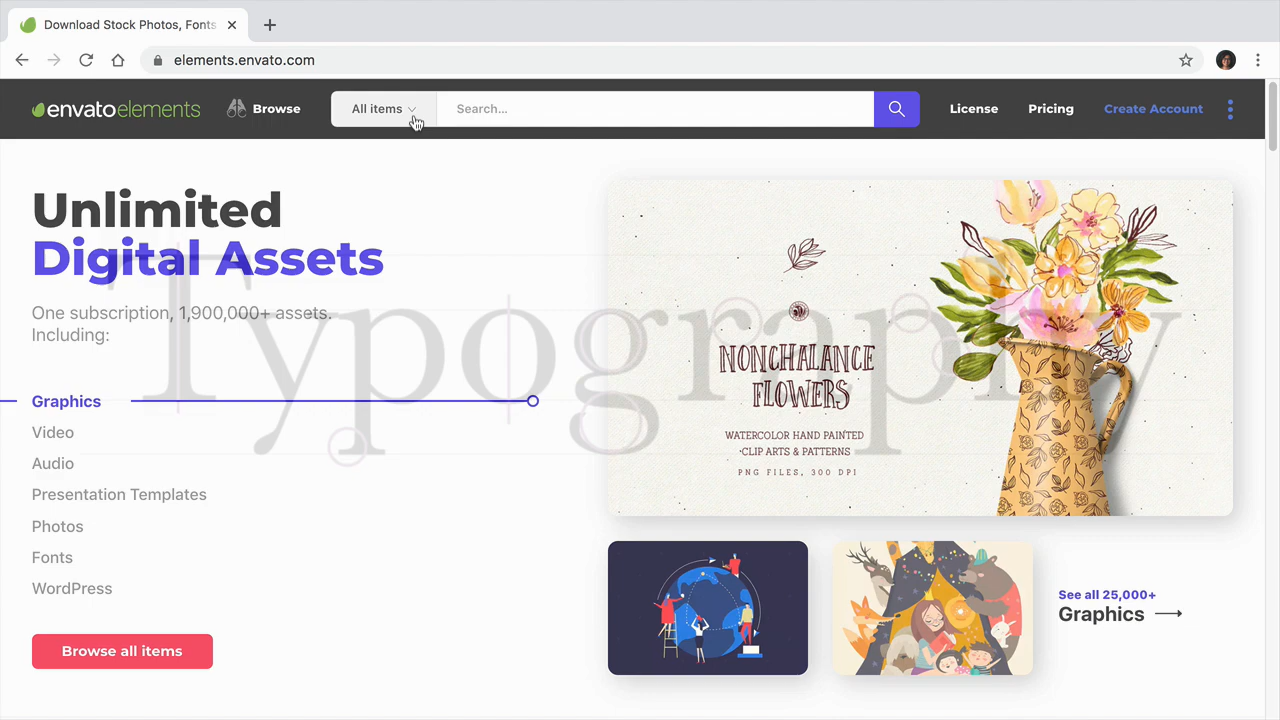 Download Stock Photos, Fonts
elements.envato.com
envatoelements
Browse
All items
Search...
License
Pricing
Create Account
Unlimited
Digital Assets
One subscription, 1,900,000+ assets.
Including:
Typography
Graphics
Video
Audio
Presentation Templates
Photos
Fonts
WordPress
Browse all items
NONCHALANCE
FLOWERS
WATERCOLOR HAND PAINTED
CLIP ARTS & PATTERNS
PNG FILES, 300 DPI
See all 25,000+
Graphics